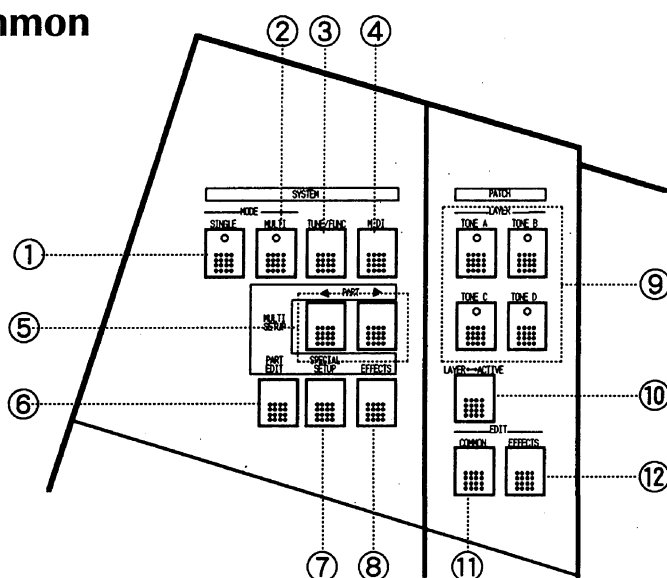 mmon
② ③ ④
SYSTEM PATCH
MODE LAYER
SINGLE MULTI TUNE/FUNC MIDI TONE A TONE B
①
⑨
PART
TONE C TONE D
⑤ MULTI SETUP
PART EDIT SPECIAL SETUP EFFECTS LAYER↔ACTIVE
⑥ ⑩
EDIT
COMMON EFFECTS
⑫
⑦ ⑧ ⑪